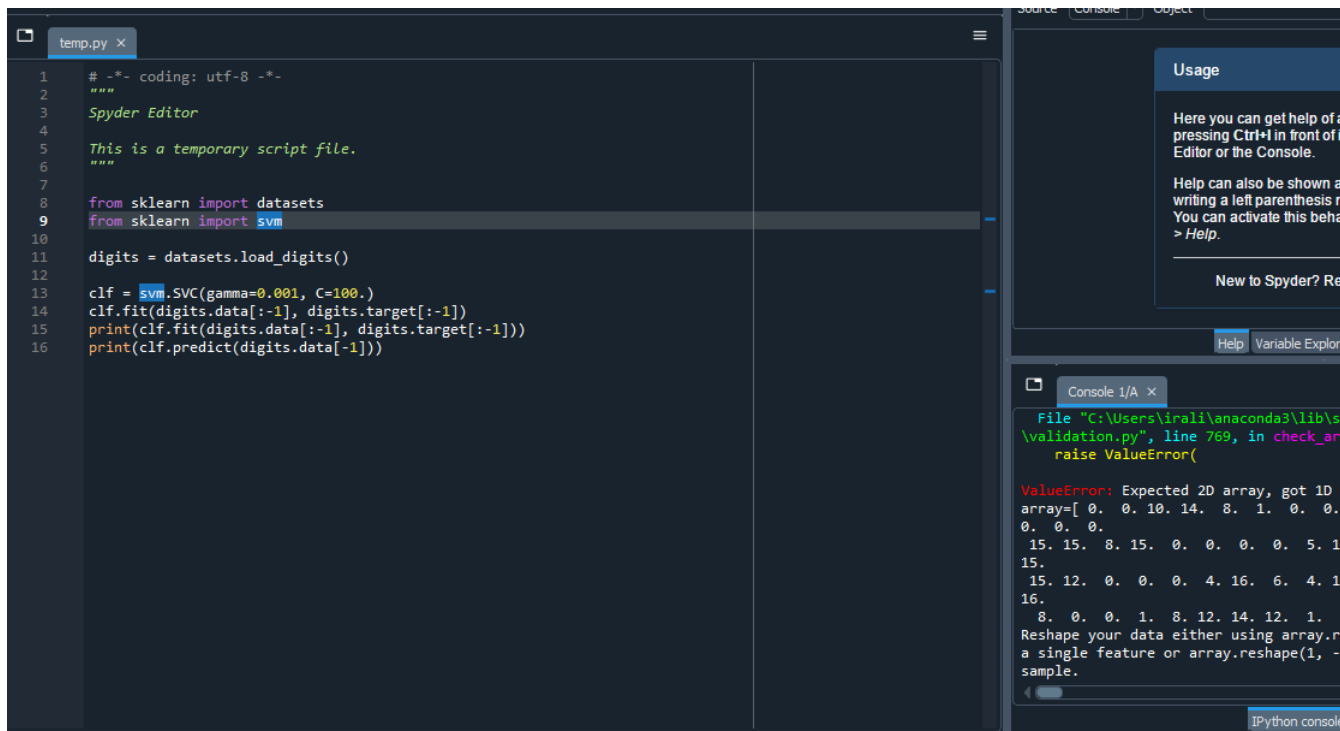 Source Console Object
temp.py ×
1 # -*- coding: utf-8 -*-
2 """
3 Spyder Editor
4
5 This is a temporary script file.
6 """
7
8 from sklearn import datasets
9 from sklearn import svm
10
11 digits = datasets.load_digits()
12
13 clf = svm.SVC(gamma=0.001, C=100.)
14 clf.fit(digits.data[:-1], digits.target[:-1])
15 print(clf.fit(digits.data[:-1], digits.target[:-1]))
16 print(clf.predict(digits.data[-1]))
Usage
Here you can get help of
pressing Ctrl+I in front of
Editor or the Console.
Help can also be shown
writing a left parenthesis
You can activate this
> Help.
New to Spyder?
Help Variable
Console 1/A ×
File "C:\Users\irali\anaconda3\lib\s
\validation.py", line 769, in check_ar
raise ValueError(
ValueError: Expected 2D array, got 1D
array=[ 0. 0. 10. 14. 8. 1. 0. 0.
0. 0. 0.
15. 15. 8. 15. 0. 0. 0. 0. 5. 1
15.
15. 12. 0. 0. 0. 4. 16. 6. 4. 1
16.
8. 0. 0. 1. 8. 12. 14. 12. 1.
Reshape your data either using array.r
a single feature or array.reshape(1, -
sample.
IPython console